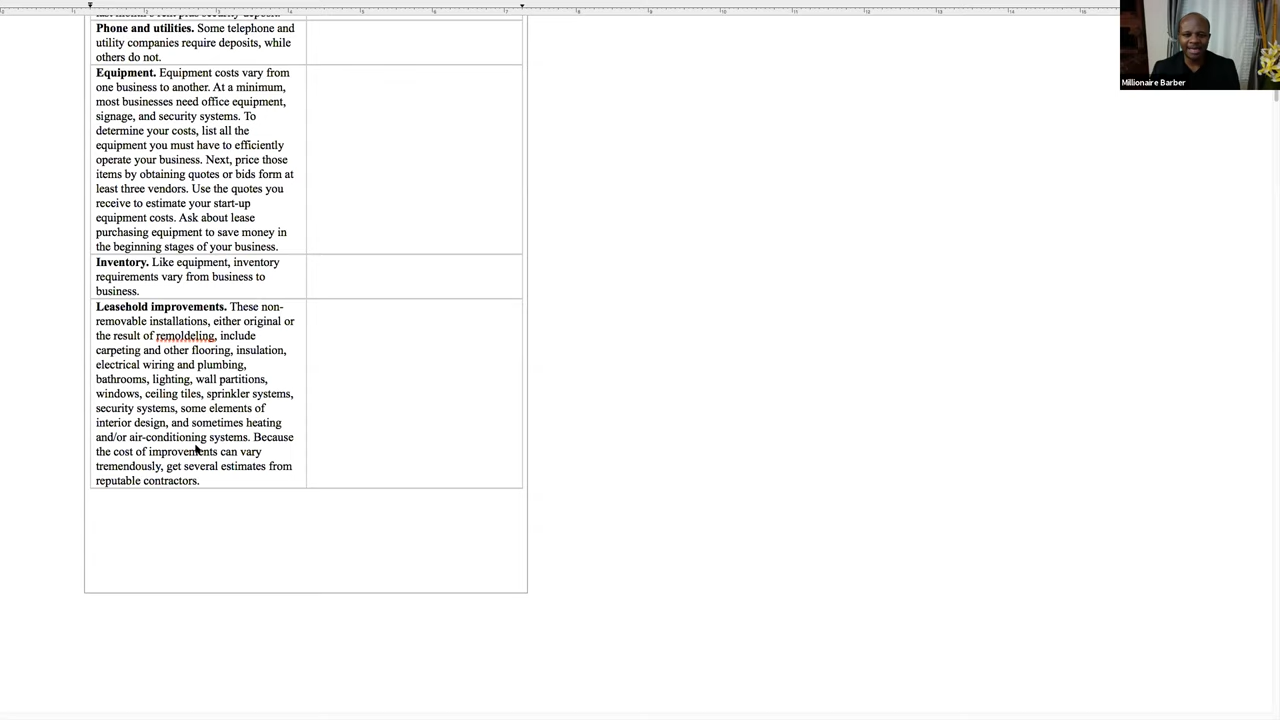 last month's rent plus security deposit.
Phone and utilities. Some telephone and
utility companies require deposits, while
others do not.
Equipment. Equipment costs vary from
one business to another. At a minimum,
most businesses need office equipment,
signage, and security systems. To
determine your costs, list all the
equipment you must have to efficiently
operate your business. Next, price those
items by obtaining quotes or bids form at
least three vendors. Use the quotes you
receive to estimate your start-up
equipment costs. Ask about lease
purchasing equipment to save money in
the beginning stages of your business.
Inventory. Like equipment, inventory
requirements vary from business to
business.
Leasehold improvements. These non-
removable installations, either original or
the result of remoldeling, include
carpeting and other flooring, insulation,
electrical wiring and plumbing,
bathrooms, lighting, wall partitions,
windows, ceiling tiles, sprinkler systems,
security systems, some elements of
interior design, and sometimes heating
and/or air-conditioning systems. Because
the cost of improvements can vary
tremendously, get several estimates from
reputable contractors.
Millionaire Barber